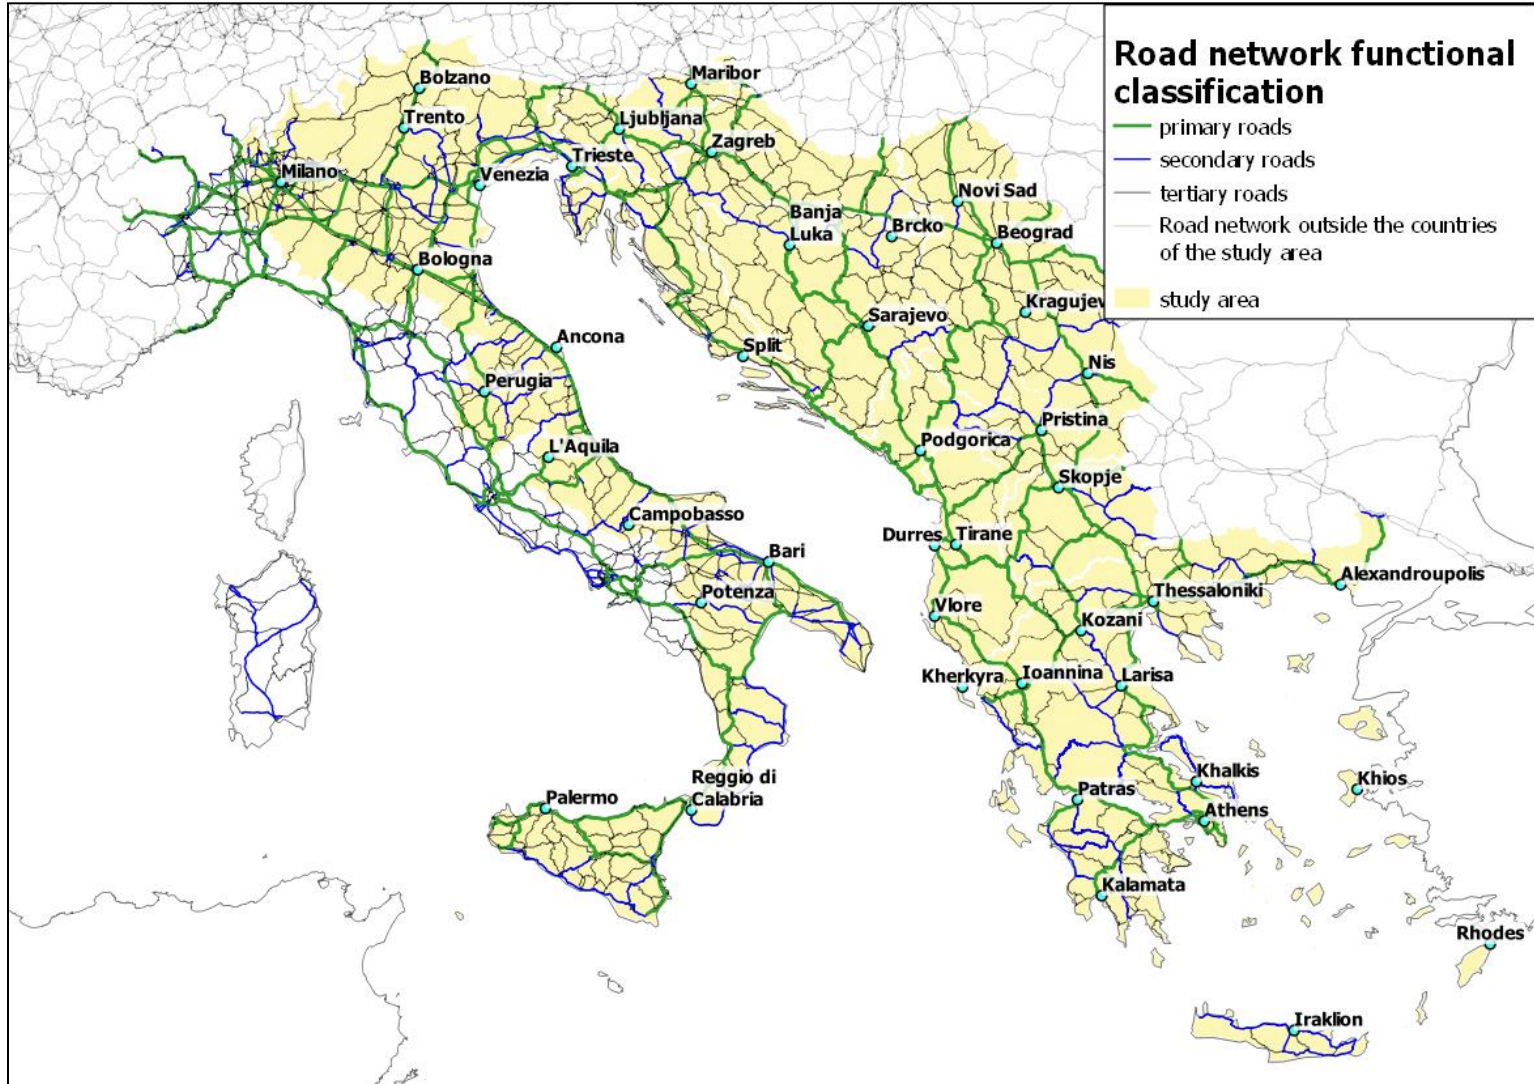 Road network functional
classification
primary roads
secondary roads
tertiary roads
Road network outside the countries
of the study area
study area
Bolzano
Maribor
Trento
Ljubljana
Zagreb
Milano
Trieste
Venezia
Novi Sad
Banja
Luka
Brcko
Beograd
Bologna
Kragujev
Sarajevo
Ancona
Split
Nis
Perugia
Pristina
Podgorica
L'Aquila
Skopje
Campobasso
Durres
Tirane
Bari
Alexandroupolis
Potenza
Thessaloniki
Vlore
Kozani
Kherkyra
Ioannina
Larisa
Reggio di
Calabria
Khalkis
Khios
Palermo
Patras
Athens
Kalamata
Rhodes
Iraklion